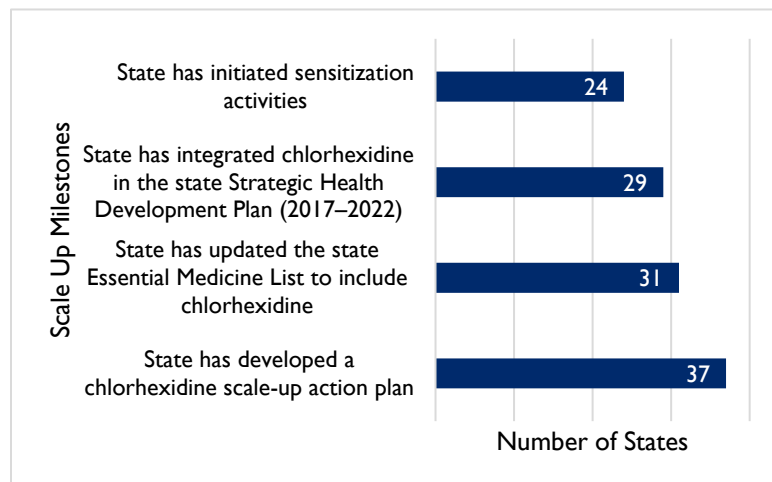 Scale Up Milestones
State has initiated sensitization
activities
24
State has integrated chlorhexidine
in the state Strategic Health
Development Plan (2017–2022)
29
State has updated the state
Essential Medicine List to include
chlorhexidine
31
State has developed a
chlorhexidine scale-up action plan
37
Number of States